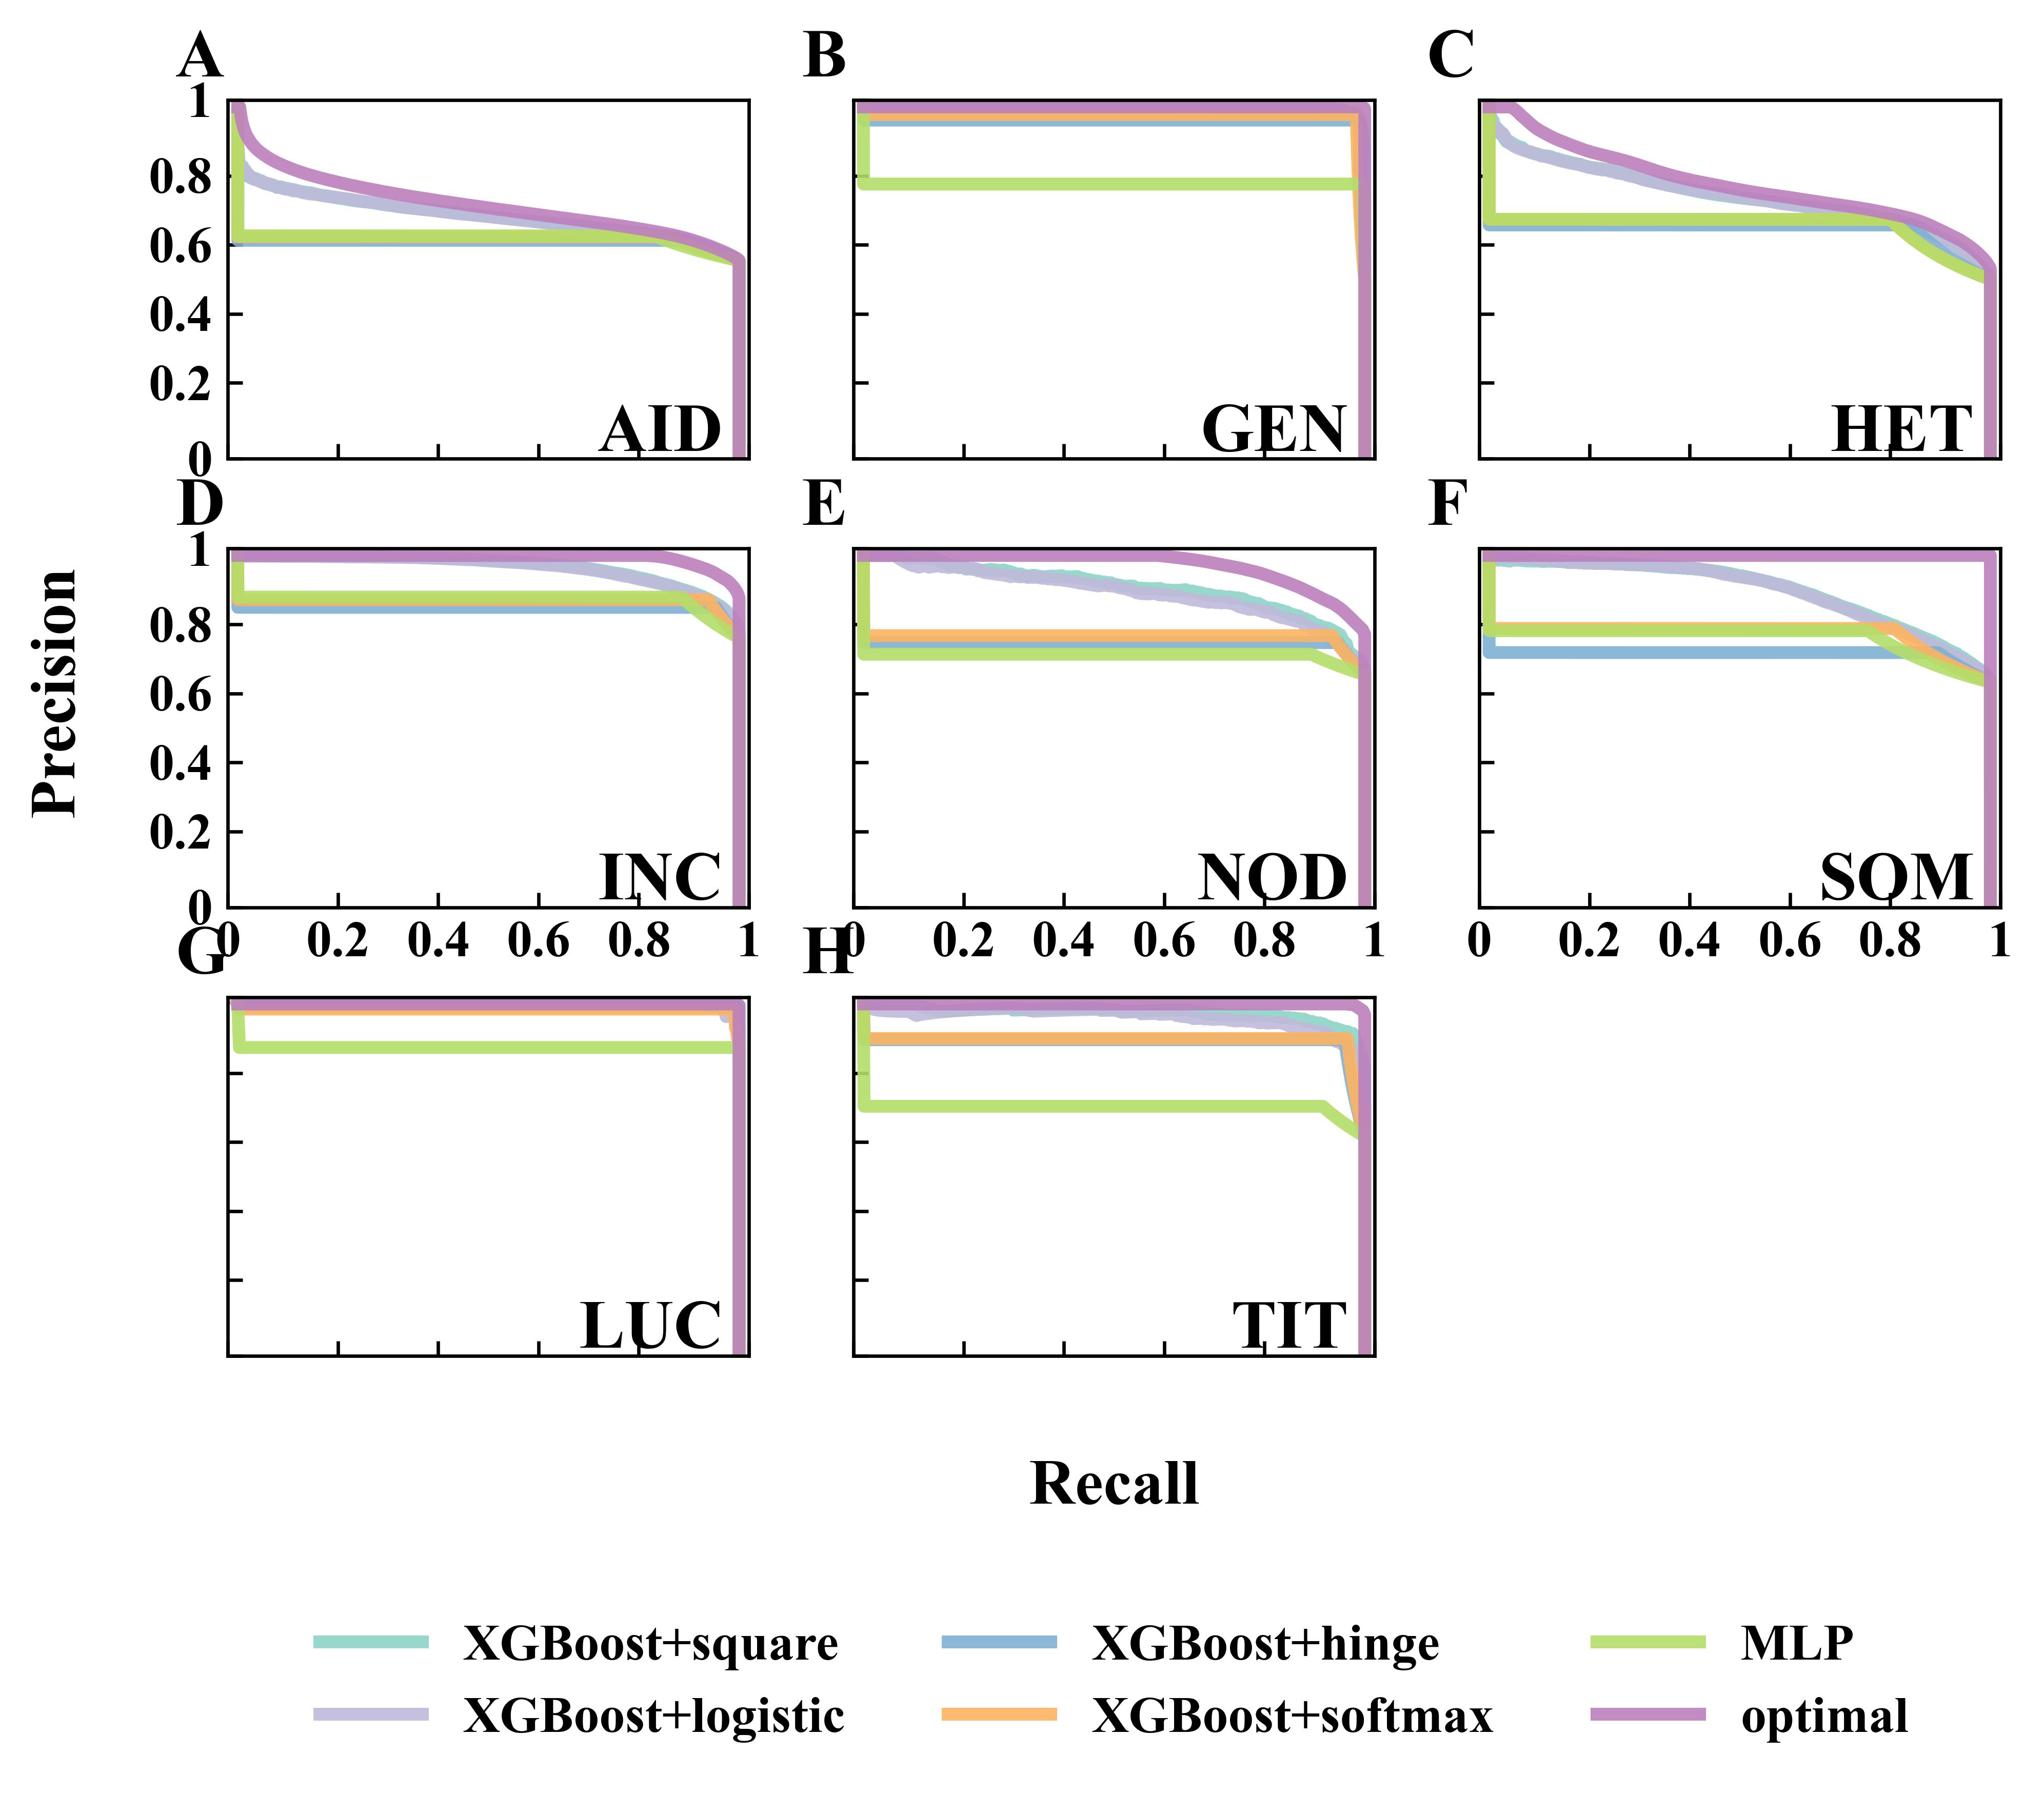 A B C
1
0.8
0.6
0.4
0.2
0
AID GEN HET
D E F
1
0.8
0.6
0.4
0.2
0
Precision
INC NOD SOM
0 0.2 0.4 0.6 0.8 1 0 0.2 0.4 0.6 0.8 1 0 0.2 0.4 0.6 0.8 1
G H
LUC TIT
Recall
XGBoost+square XGBoost+hinge MLP
XGBoost+logistic XGBoost+softmax optimal